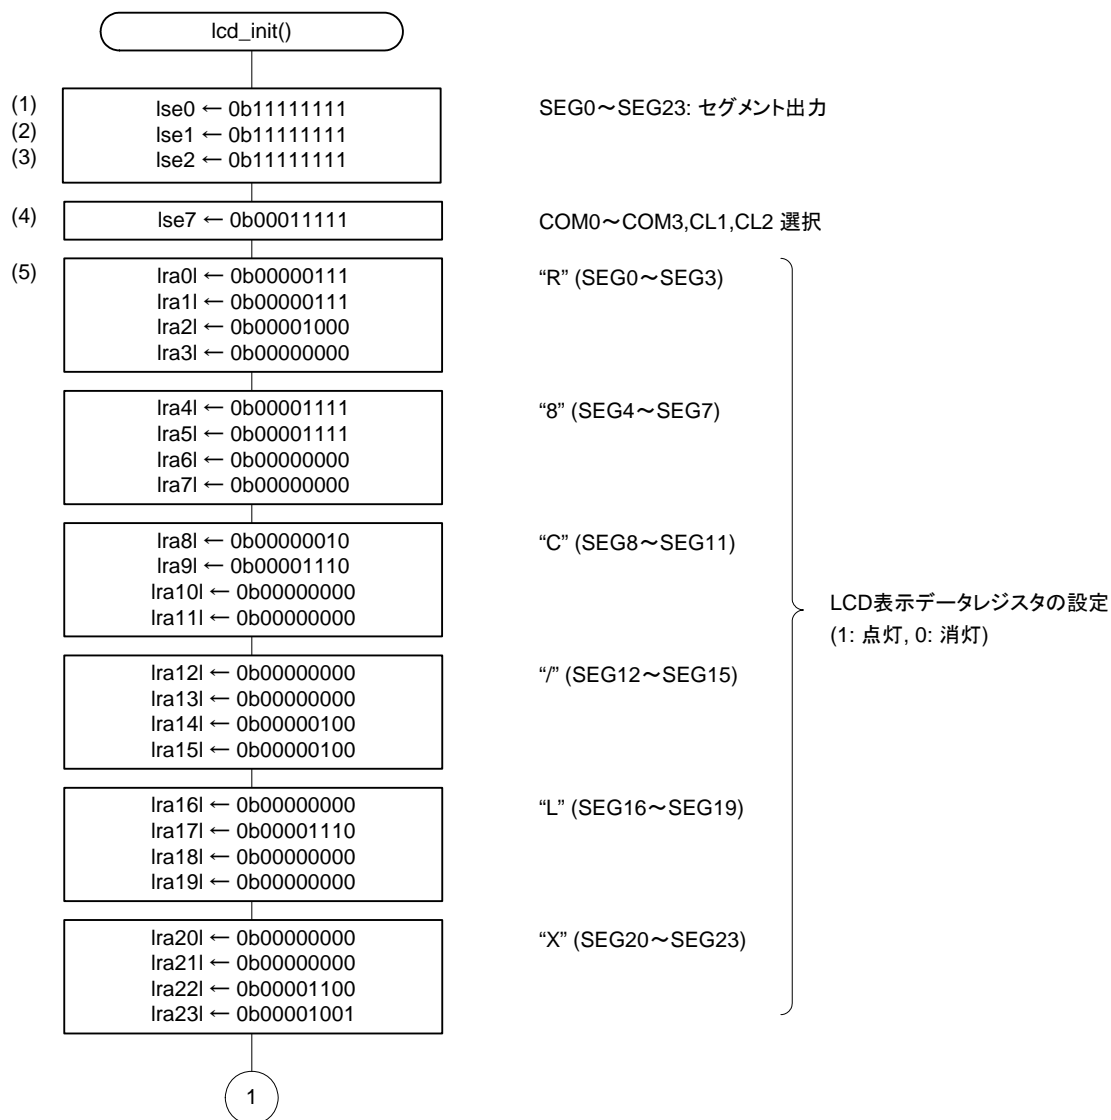 lcd_init()
(1) lse0 ← 0b11111111 SEG0～SEG23: セグメント出力
(2) lse1 ← 0b11111111
(3) lse2 ← 0b11111111
(4) lse7 ← 0b00011111 COM0～COM3,CL1,CL2 選択
(5) lra0l ← 0b00000111 “R” (SEG0～SEG3)
lra1l ← 0b00000111
lra2l ← 0b00001000
lra3l ← 0b00000000
lra4l ← 0b00001111 “8” (SEG4～SEG7)
lra5l ← 0b00001111
lra6l ← 0b00000000
lra7l ← 0b00000000
lra8l ← 0b00000010 “C” (SEG8～SEG11)
lra9l ← 0b00001110
lra10l ← 0b00000000
lra11l ← 0b00000000
LCD表示データレジスタの設定
(1: 点灯, 0: 消灯)
lra12l ← 0b00000000 “/” (SEG12～SEG15)
lra13l ← 0b00000000
lra14l ← 0b00000100
lra15l ← 0b00000100
lra16l ← 0b00000000 “L” (SEG16～SEG19)
lra17l ← 0b00001110
lra18l ← 0b00000000
lra19l ← 0b00000000
lra20l ← 0b00000000 “X” (SEG20～SEG23)
lra21l ← 0b00000000
lra22l ← 0b00001100
lra23l ← 0b00001001
1